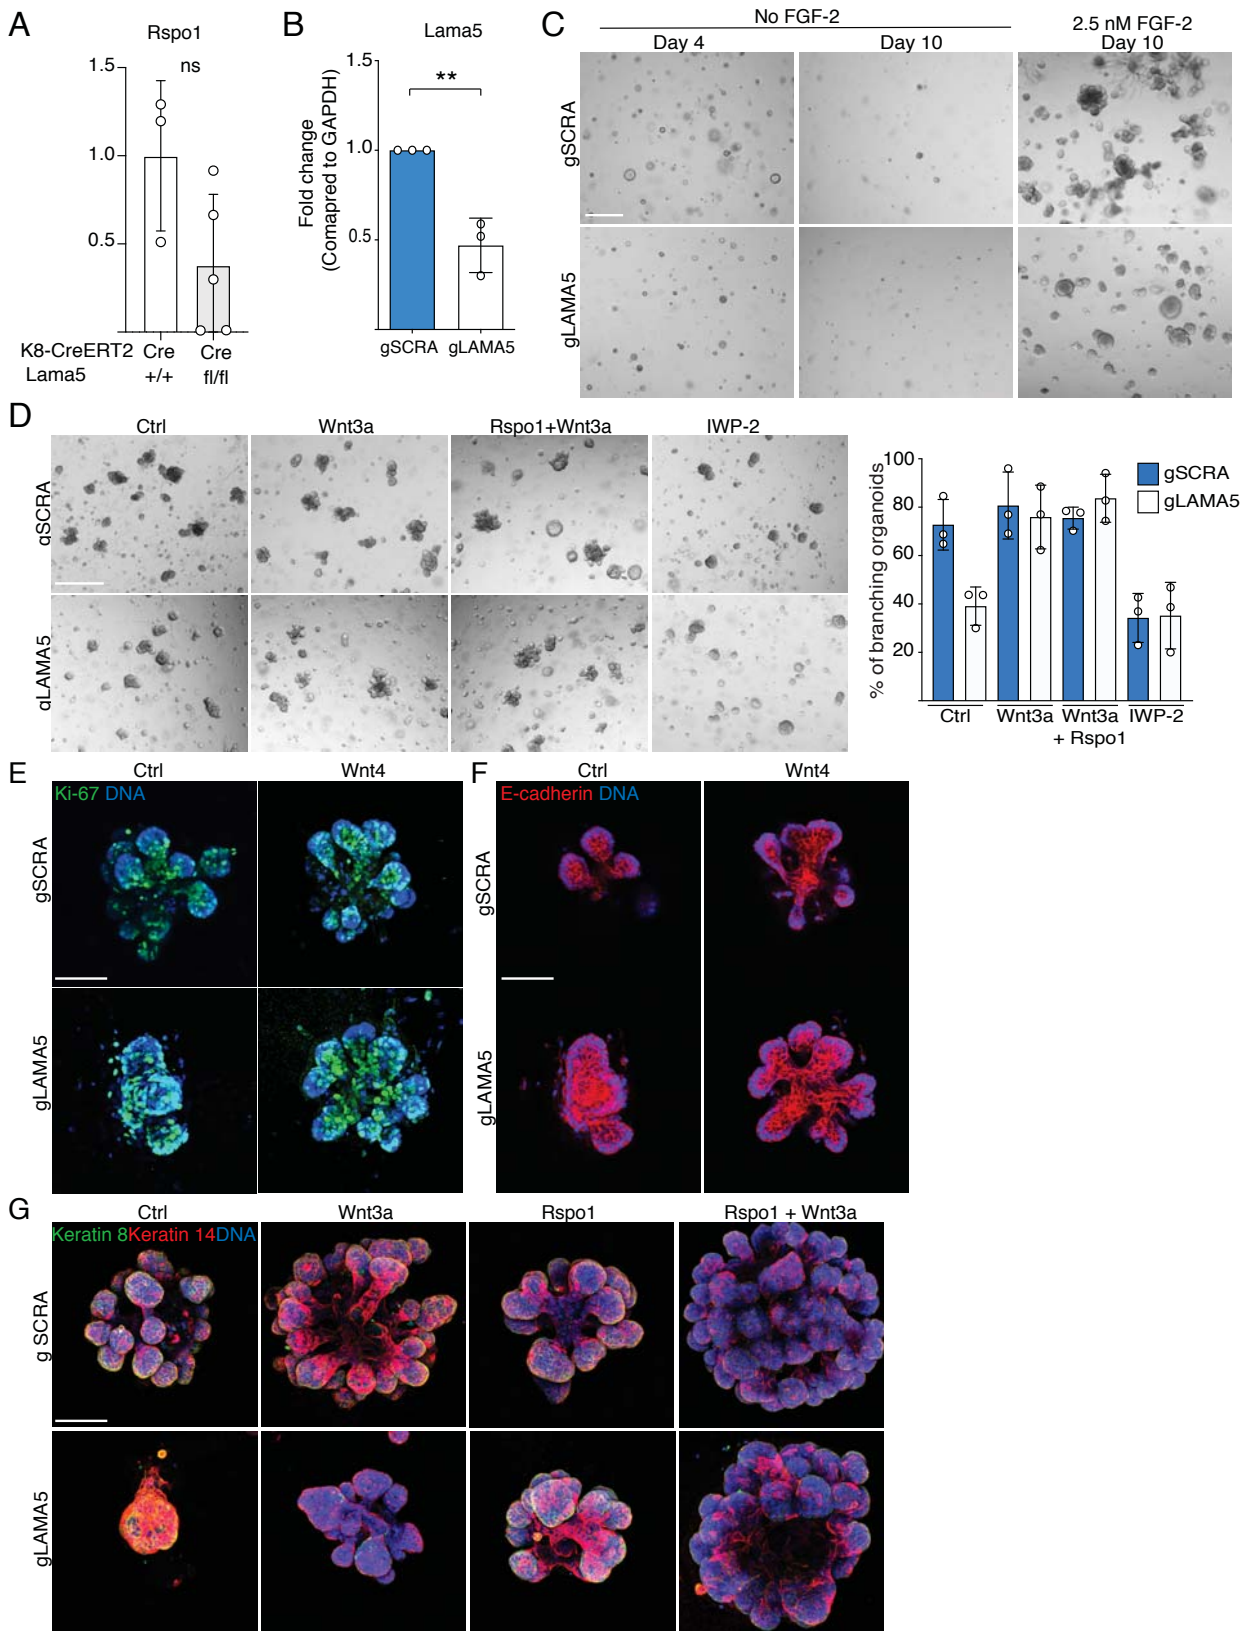 A
Rspo1
1.5
ns
1.0
0.5
K8-CreERT2 Cre Cre
Lama5 +/+ fl/fl
B
Lama5
Fold change
(Comapred to GAPDH)
1.5
**
1.0
0.5
gSCRA gLAMA5
C
No FGF-2
2.5 nM FGF-2
Day 4 Day 10 Day 10
gSCRA
gLAMA5
D
Ctrl Wnt3a Rspo1+Wnt3a IWP-2
gSCRA
gLAMA5
% of branching organoids
100
80
60
40
20
gSCRA
gLAMA5
Ctrl Wnt3a Wnt3a IWP-2
+ Rspo1
E
Ctrl Wnt4
Ki-67 DNA
gSCRA
gLAMA5
F
Ctrl Wnt4
E-cadherin DNA
gSCRA
gLAMA5
G
Ctrl Wnt3a Rspo1 Rspo1 + Wnt3a
Keratin 8Keratin 14DNA
g SCRA
gLAMA5